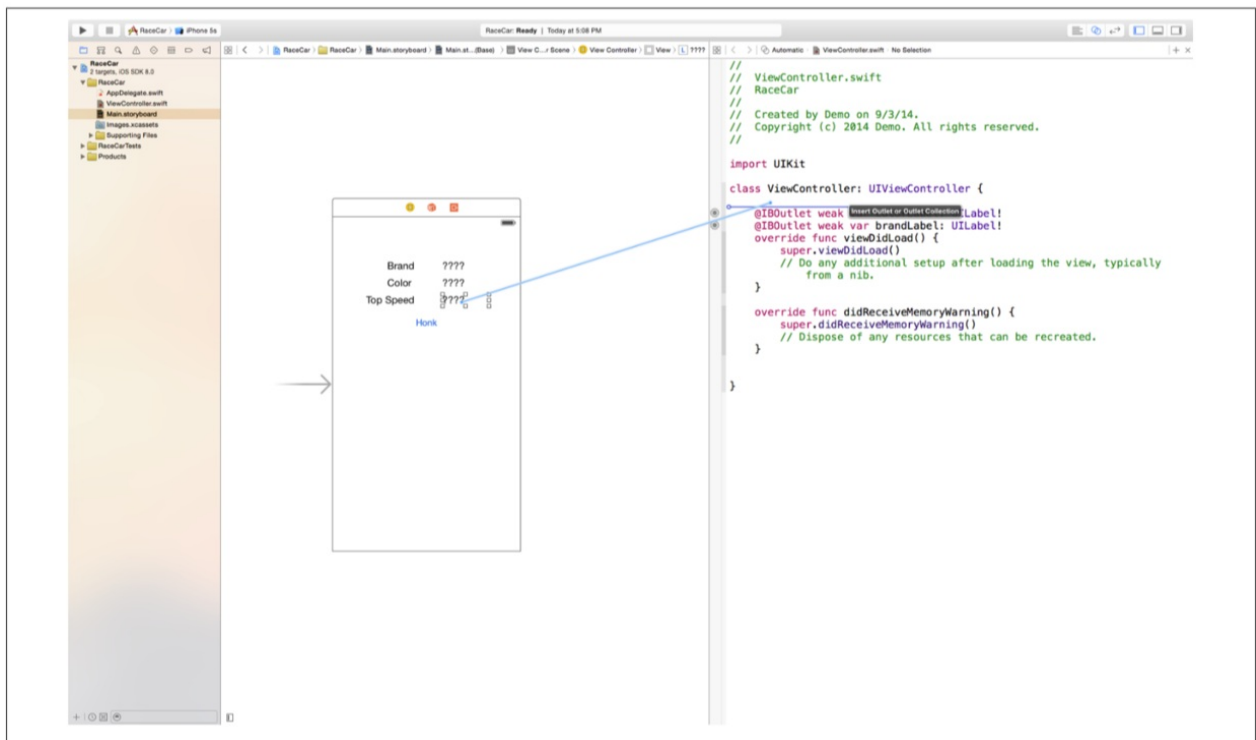 RaceCar
iPhone 5s
RaceCar: Ready | Today at 5:08 PM
RaceCar
2 targets, iOS SDK 8.0
RaceCar
AppDelegate.swift
ViewController.swift
Main.storyboard
Images.xcassets
Supporting Files
RaceCarTests
Products
RaceCar
RaceCar
Main.storyboard
Main.st...(Base)
View C...r Scene
View Controller
View
L
????
Brand
????
Color
????
Top Speed
????
Honk
Automatic
ViewController.swift
No Selection
//
// ViewController.swift
// RaceCar
//
// Created by Demo on 9/3/14.
// Copyright (c) 2014 Demo. All rights reserved.
//
import UIKit
class ViewController: UIViewController {
Insert Outlet or Outlet Collection
@IBOutlet weak Label!
@IBOutlet weak var brandLabel: UILabel!
override func viewDidLoad() {
super.viewDidLoad()
// Do any additional setup after loading the view, typically
from a nib.
}
override func didReceiveMemoryWarning() {
super.didReceiveMemoryWarning()
// Dispose of any resources that can be recreated.
}
}